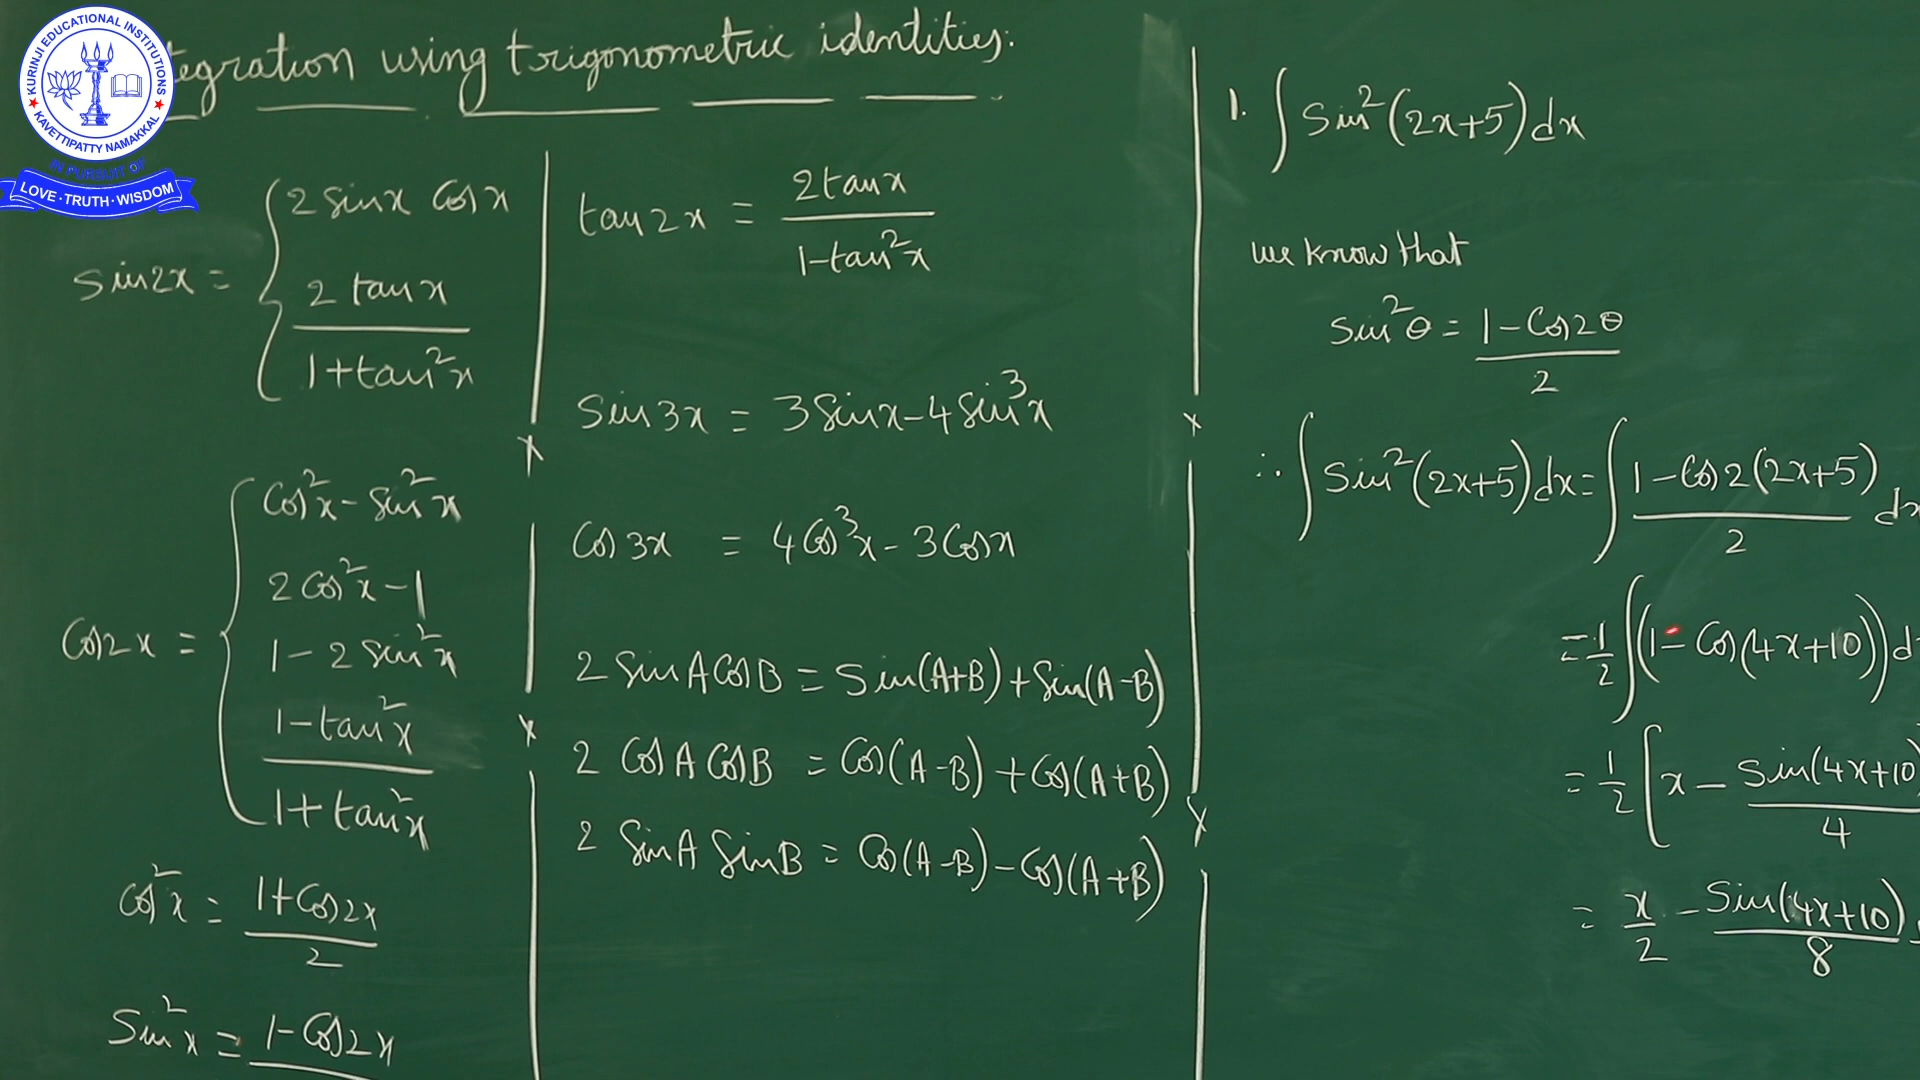 KURINJI EDUCATIONAL INSTITUTIONS
KAVETTIPATTY NAMAKKAL
IN PURSUIT OF
LOVE · TRUTH · WISDOM
tegration using trigonometric identities.
sin2x = { 2 sinx cosx
2 tanx / 1+tan²x
cos2x = { cos²x - sin²x
2cos²x - 1
1 - 2 sin²x
1-tan²x / 1+tan²x
cos²x = 1+cos2x / 2
sin²x = 1-cos2x
tan2x = 2tanx / 1-tan²x
sin3x = 3sinx - 4sin³x
cos3x = 4cos³x - 3cosx
2 sinA cosB = sin(A+B) + sin(A-B)
2 cosA cosB = cos(A-B) + cos(A+B)
2 sinA sinB = cos(A-B) - cos(A+B)
1. ∫ sin²(2x+5) dx
we know that
sin²θ = 1-cos2θ / 2
∴ ∫ sin²(2x+5) dx = ∫ 1-cos2(2x+5) / 2 dx
= 1/2 ∫ (1-cos(4x+10)) d
= 1/2 [ x - sin(4x+10) / 4
= x/2 - sin(4x+10) / 8